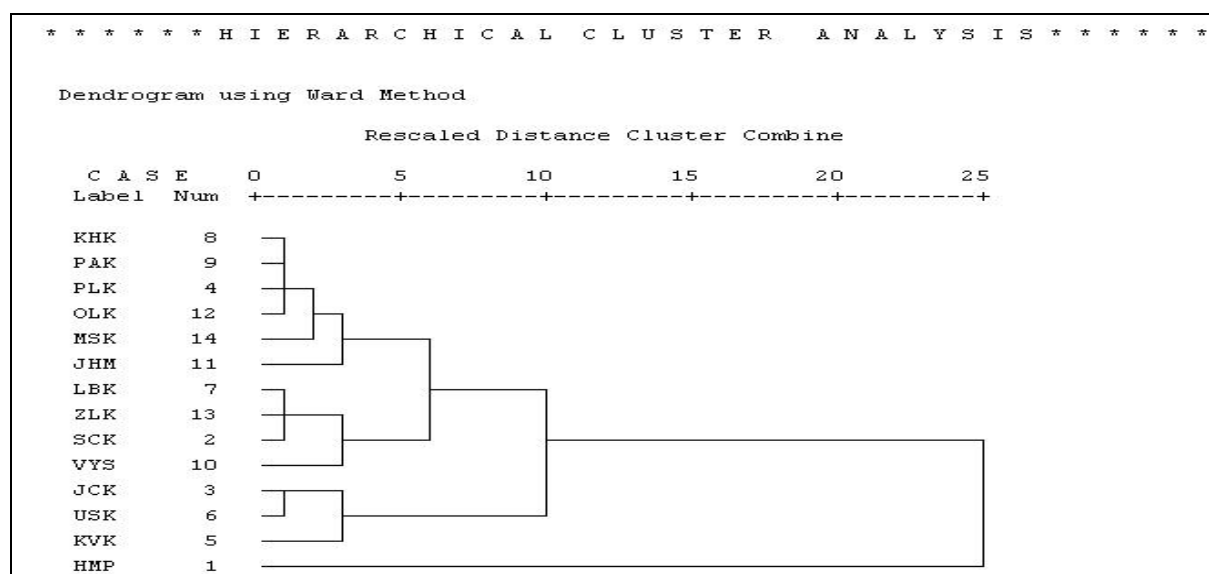 * * * * * * H I E R A R C H I C A L C L U S T E R A N A L Y S I S * * * * * *
Dendrogram using Ward Method
Rescaled Distance Cluster Combine
C A S E 0 5 10 15 20 25
Label Num +---------+---------+---------+---------+---------+
KHK 8
PAK 9
PLK 4
OLK 12
MSK 14
JHM 11
LBK 7
ZLK 13
SCK 2
VYS 10
JCK 3
USK 6
KVK 5
HMP 1